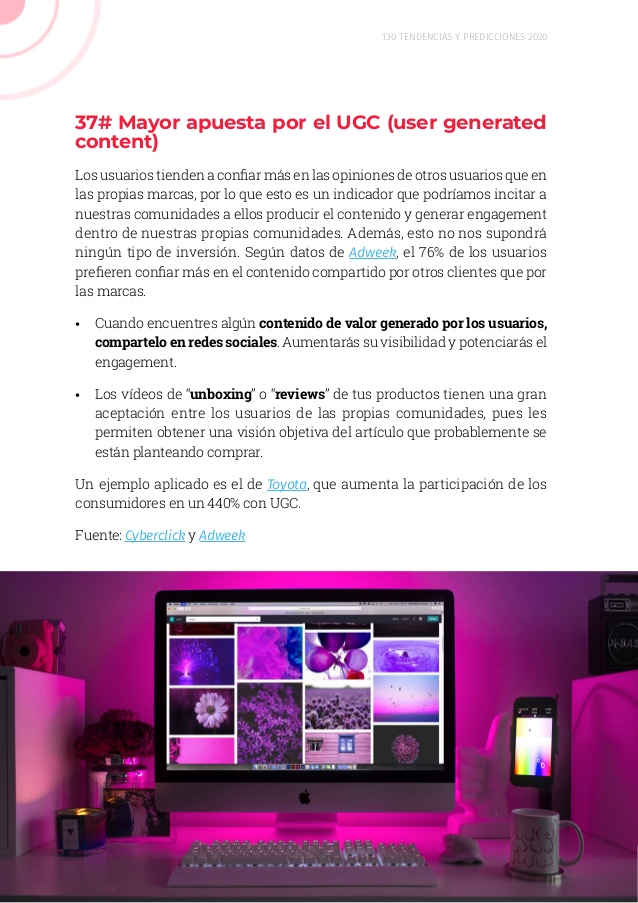 130 TENDENCIAS Y PREDICCIONES 2020
37# Mayor apuesta por el UGC (user generated
content)
Los usuarios tienden a confiar más en las opiniones de otros usuarios que en
las propias marcas, por lo que esto es un indicador que podríamos incitar a
nuestras comunidades a ellos producir el contenido y generar engagement
dentro de nuestras propias comunidades. Además, esto no nos supondrá
ningún tipo de inversión. Según datos de Adweek, el 76% de los usuarios
prefieren confiar más en el contenido compartido por otros clientes que por
las marcas.
• Cuando encuentres algún contenido de valor generado por los usuarios,
compartelo en redes sociales. Aumentarás su visibilidad y potenciarás el
engagement.
• Los vídeos de “unboxing” o “reviews” de tus productos tienen una gran
aceptación entre los usuarios de las propias comunidades, pues les
permiten obtener una visión objetiva del artículo que probablemente se
están planteando comprar.
Un ejemplo aplicado es el de Toyota, que aumenta la participación de los
consumidores en un 440% con UGC.
Fuente: Cyberclick y Adweek